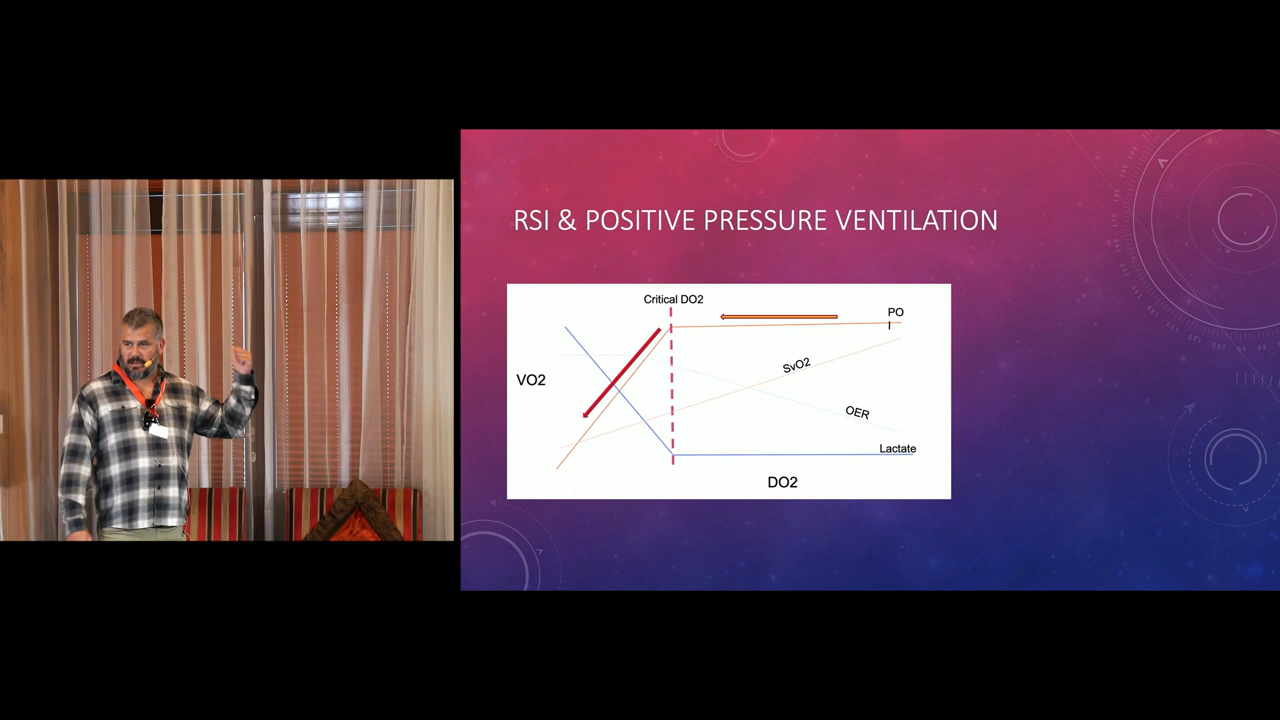 RSI & POSITIVE PRESSURE VENTILATION
Critical DO2
PO
I
VO2
SvO2
OER
Lactate
DO2